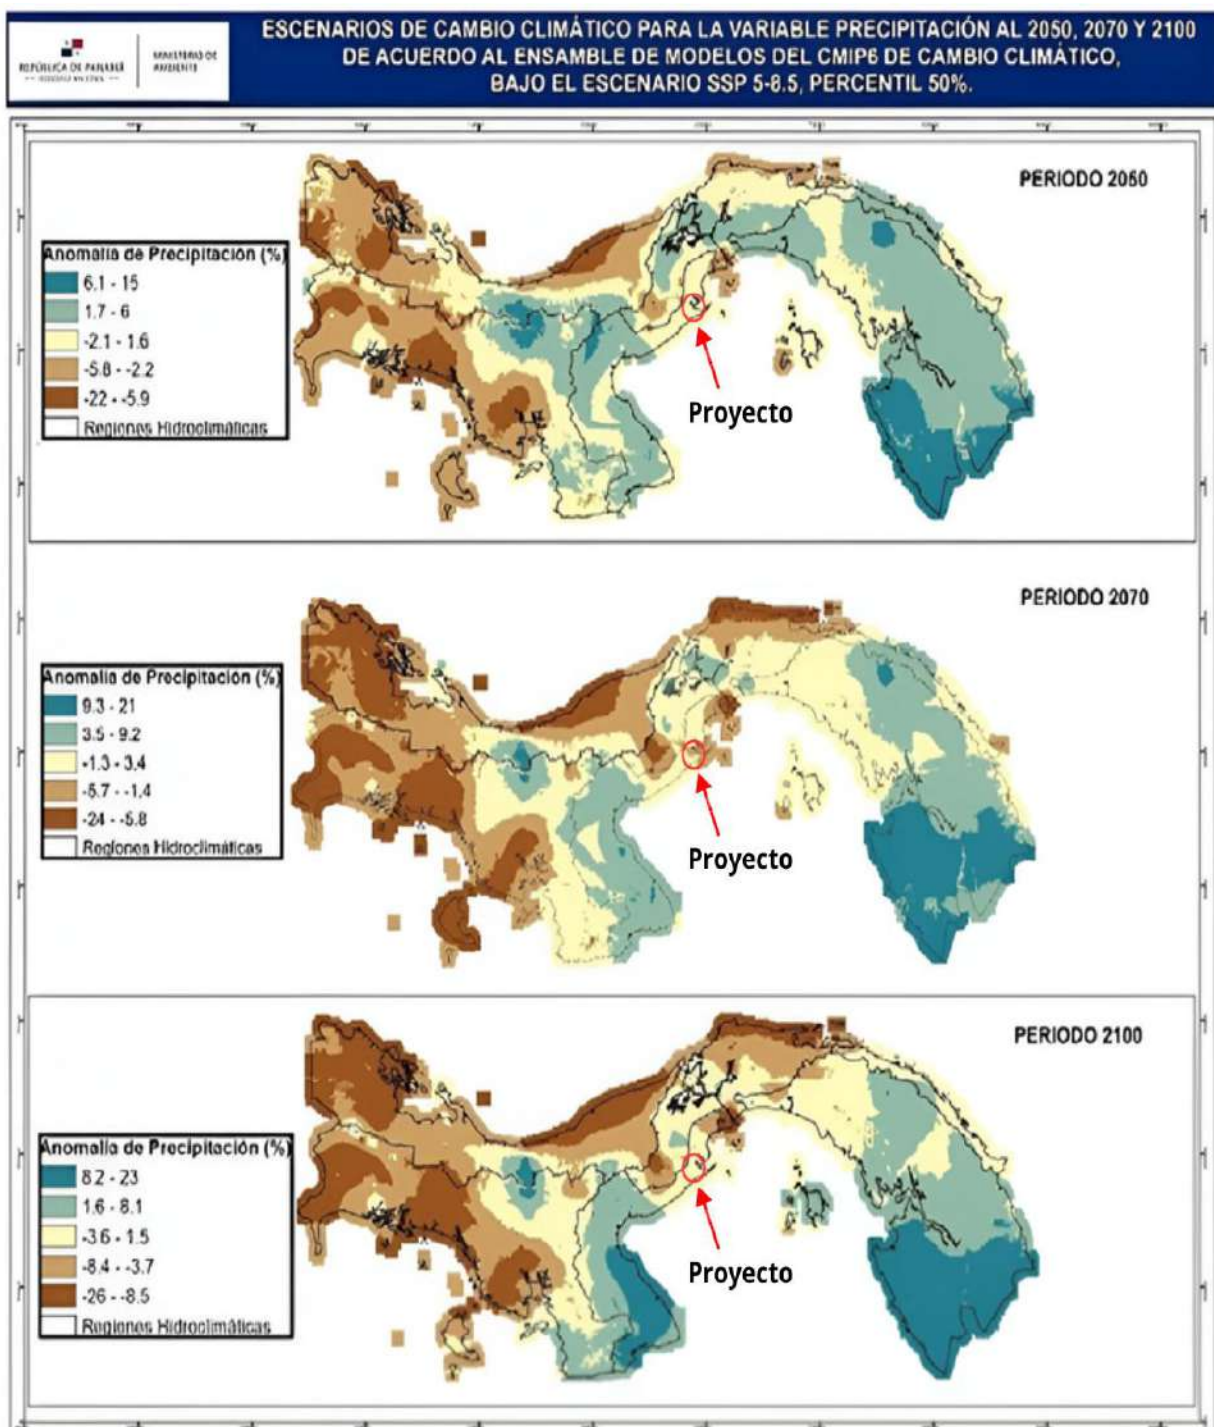 REPÚBLICA DE PANAMÁ
MINISTERIO DE
AMBIENTE
ESCENARIOS DE CAMBIO CLIMÁTICO PARA LA VARIABLE PRECIPITACIÓN AL 2050, 2070 Y 2100
DE ACUERDO AL ENSAMBLE DE MODELOS DEL CMIP6 DE CAMBIO CLIMÁTICO,
BAJO EL ESCENARIO SSP 5-8.5, PERCENTIL 50%.
PERIODO 2050
Anomalía de Precipitación (%)
6.1 - 15
1.7 - 6
-2.1 - 1.6
-5.8 - -2.2
-22 - -5.9
Regiones Hidroclimáticas
Proyecto
PERIODO 2070
Anomalía de Precipitación (%)
9.3 - 21
3.5 - 9.2
-1.3 - 3.4
-5.7 - -1.4
-24 - -5.8
Regiones Hidroclimáticas
Proyecto
PERIODO 2100
Anomalía de Precipitación (%)
8.2 - 23
1.6 - 8.1
-3.6 - 1.5
-8.4 - -3.7
-26 - -8.5
Regiones Hidroclimáticas
Proyecto